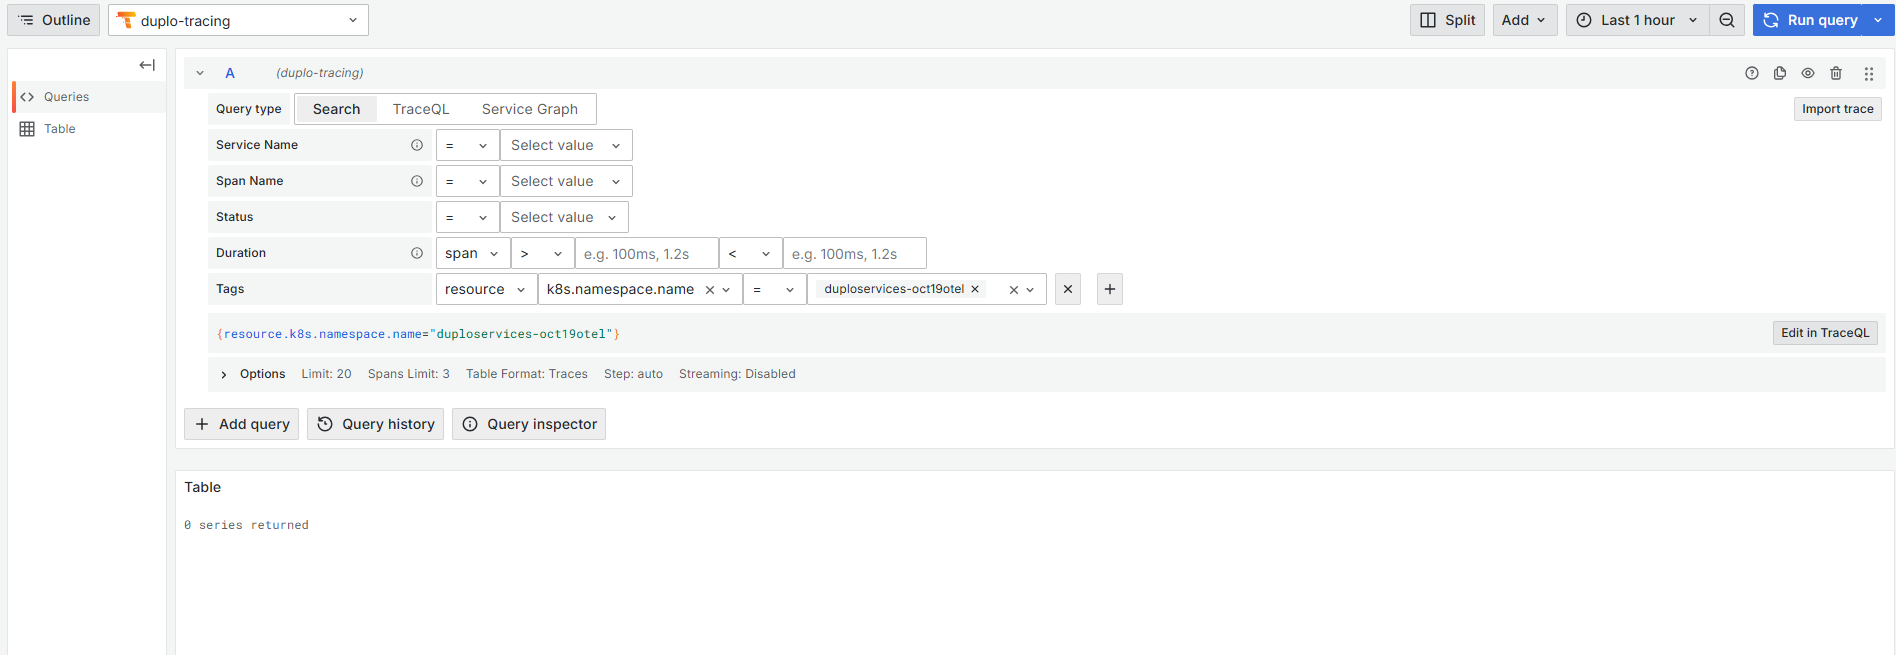 Outline duplo-tracing Split Add Last 1 hour Run query
Queries
Table
A (duplo-tracing)
Query type Search TraceQL Service Graph Import trace
Service Name = Select value
Span Name = Select value
Status = Select value
Duration span > e.g. 100ms, 1.2s < e.g. 100ms, 1.2s
Tags resource k8s.namespace.name = duploservices-oct19otel
{resource.k8s.namespace.name="duploservices-oct19otel"} Edit in TraceQL
Options Limit: 20 Spans Limit: 3 Table Format: Traces Step: auto Streaming: Disabled
Add query Query history Query inspector
Table
0 series returned